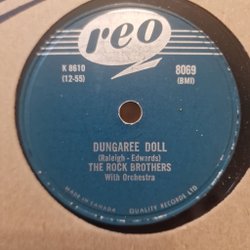 reo
K 8610
(12-55)
8069
(BMI)
DUNGAREE DOLL
(Raleigh - Edwards)
THE ROCK BROTHERS
With Orchestra
MADE IN CANADA
QUALITY RECORDS LTD